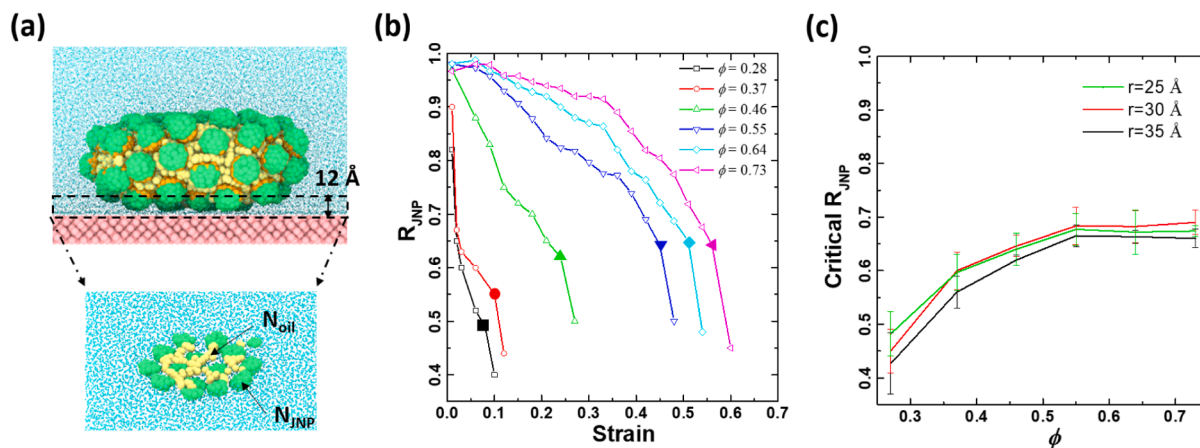 (a)
12 Å
N_oil
N_JNP
(b)
R_JNP
1.0
0.9
0.8
0.7
0.6
0.5
0.4
0.0 0.1 0.2 0.3 0.4 0.5 0.6 0.7
Strain
ϕ = 0.28
ϕ = 0.37
ϕ = 0.46
ϕ = 0.55
ϕ = 0.64
ϕ = 0.73
(c)
Critical R_JNP
1.0
0.9
0.8
0.7
0.6
0.5
0.4
0.3 0.4 0.5 0.6 0.7
ϕ
r=25 Å
r=30 Å
r=35 Å